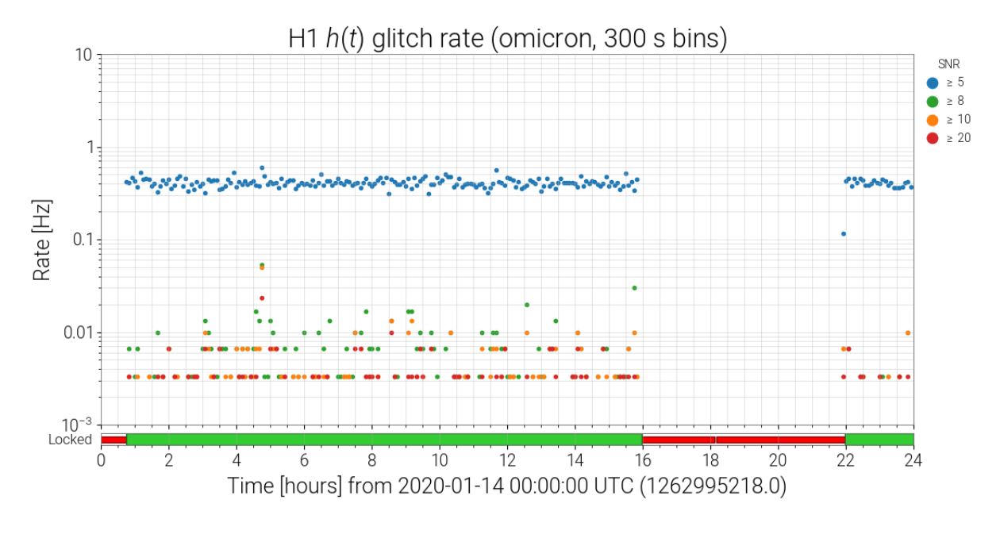 H1 h(t) glitch rate (omicron, 300 s bins)
SNR
≥ 5
≥ 8
≥ 10
≥ 20
Rate [Hz]
10
1
0.1
0.01
10⁻³
Locked
0 2 4 6 8 10 12 14 16 18 20 22 24
Time [hours] from 2020-01-14 00:00:00 UTC (1262995218.0)